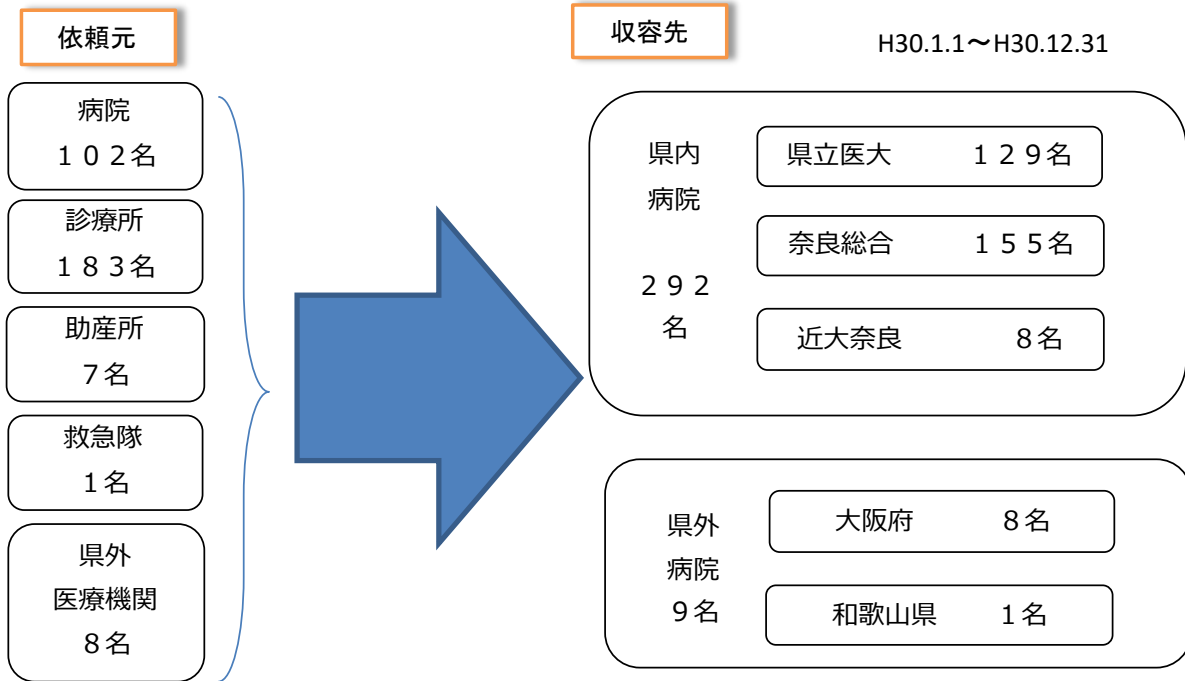 依頼元
病院
１０２名
診療所
１８３名
助産所
７名
救急隊
１名
県外
医療機関
８名
収容先
H30.1.1～H30.12.31
県内
病院
２９２
名
県立医大 １２９名
奈良総合 １５５名
近大奈良 ８名
県外
病院
９名
大阪府 ８名
和歌山県 １名